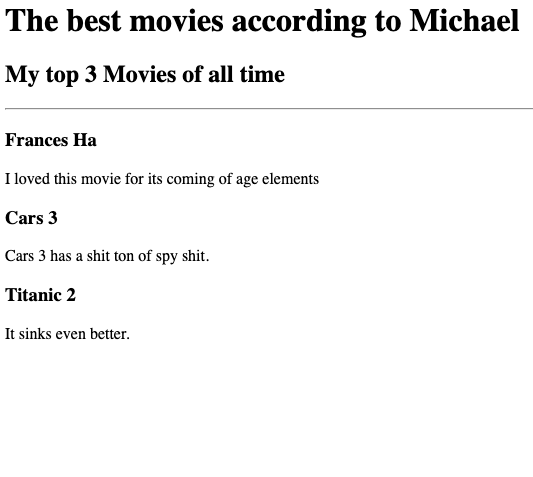 The best movies according to Michael
My top 3 Movies of all time
Frances Ha
I loved this movie for its coming of age elements
Cars 3
Cars 3 has a shit ton of spy shit.
Titanic 2
It sinks even better.